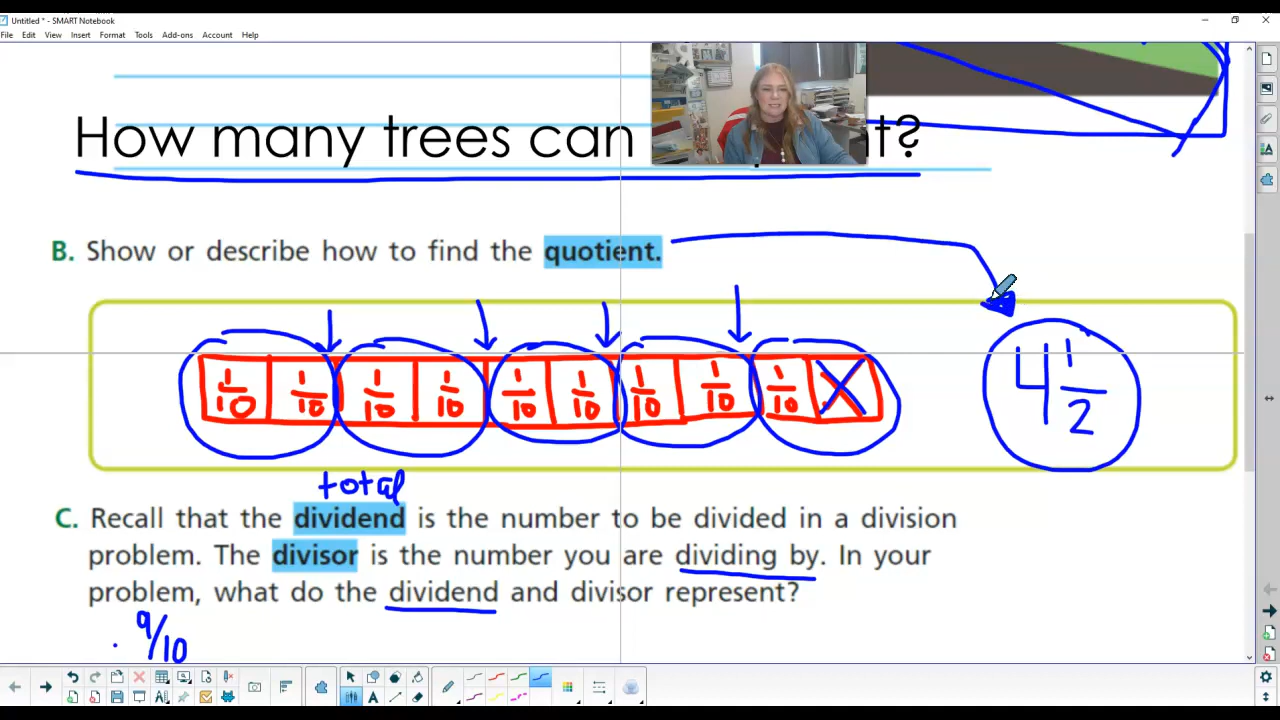 Untitled * - SMART Notebook
File Edit View Insert Format Tools Add-ons Account Help
How many trees can t?
B. Show or describe how to find the quotient.
1/10 1/10 1/10 1/10 1/10 1/10 1/10 1/10 1/10
4 1/2
total
C. Recall that the dividend is the number to be divided in a division
problem. The divisor is the number you are dividing by. In your
problem, what do the dividend and divisor represent?
9/10